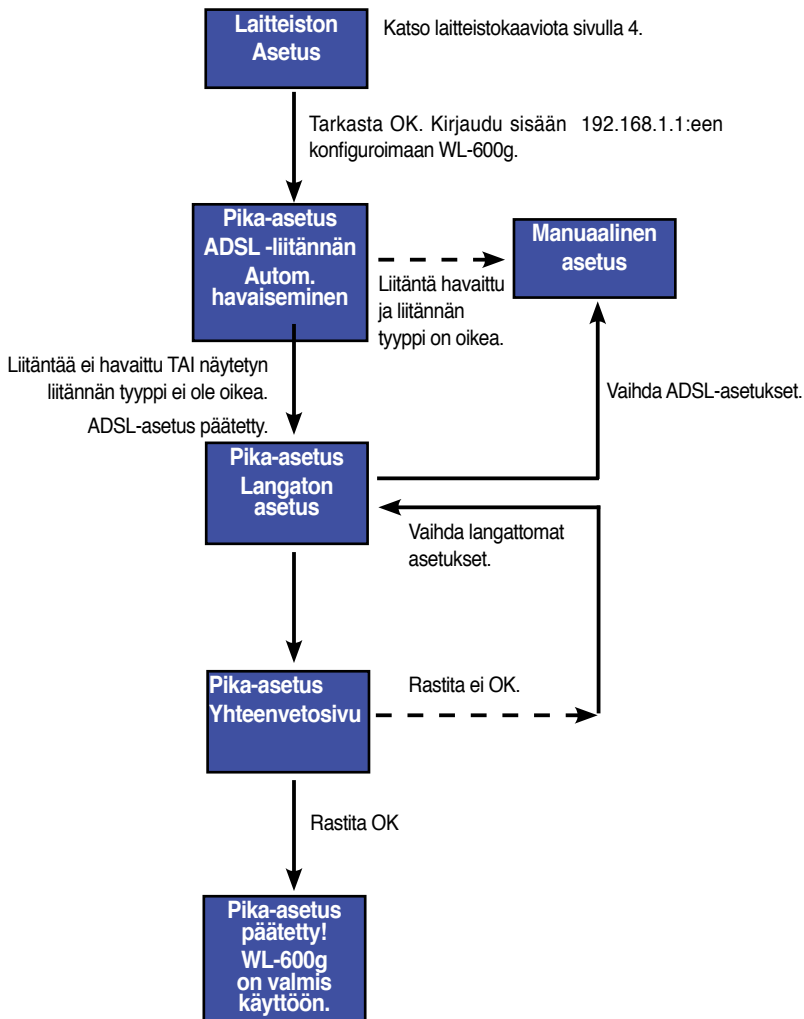 Laitteiston
Asetus
Katso laitteistokaaviota sivulla 4.
Tarkasta OK. Kirjaudu sisään 192.168.1.1:een
konfiguroimaan WL-600g.
Pika-asetus
ADSL -liitännän
Autom.
havaiseminen
Manuaalinen
asetus
Liitäntä havaittu
ja liitännän
tyyppi on oikea.
Liitäntää ei havaittu TAI näytetyn
liitännän tyyppi ei ole oikea.
ADSL-asetus päätetty.
Vaihda ADSL-asetukset.
Pika-asetus
Langaton
asetus
Vaihda langattomat
asetukset.
Pika-asetus
Yhteenvetosivu
Rastita ei OK.
Rastita OK
Pika-asetus
päätetty!
WL-600g
on valmis
käyttöön.